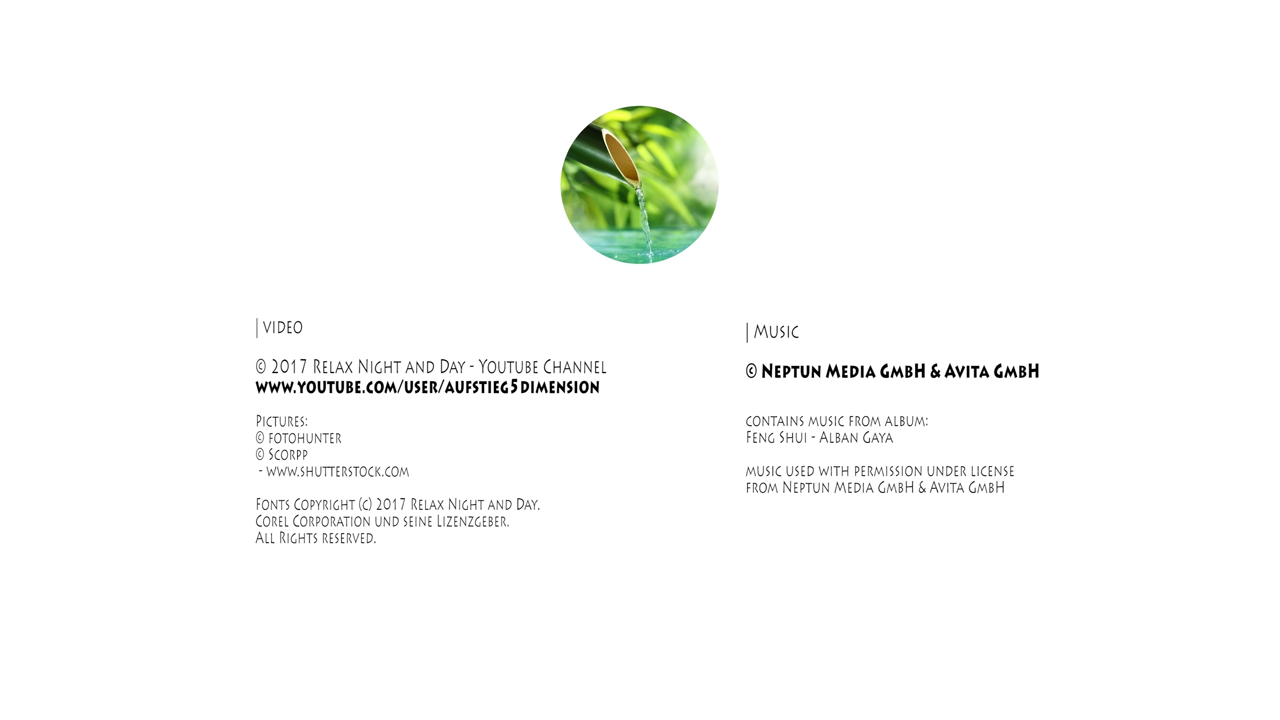 | VIDEO
© 2017 Relax Night and Day - Youtube Channel
www.youtube.com/user/aufstieg5dimension
Pictures:
© fotohunter
© Scorpp
- www.shutterstock.com
Fonts Copyright (c) 2017 Relax Night and Day.
Corel Corporation und seine Lizenzgeber.
All Rights reserved.
| Music
© Neptun Media GmbH & Avita GmbH
contains music from album:
Feng Shui - Alban Gaya
music used with permission under license
from Neptun Media GmbH & Avita GmbH